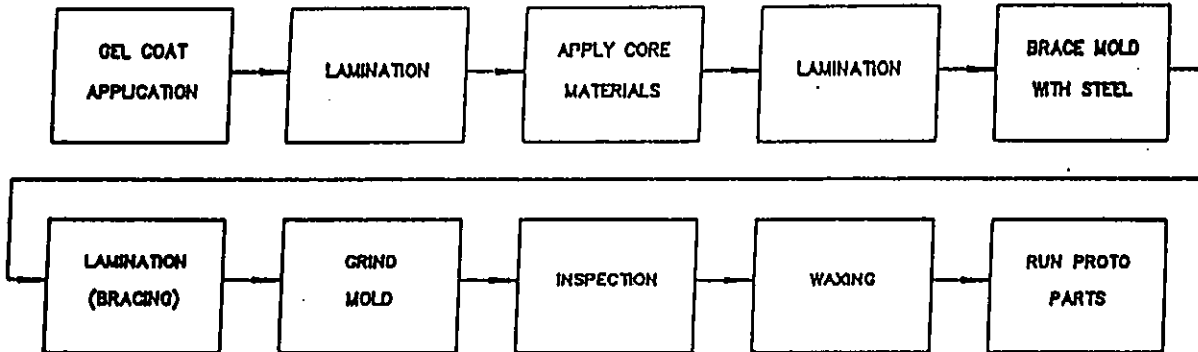 GEL COAT
APPLICATION
LAMINATION
APPLY CORE
MATERIALS
LAMINATION
BRACE MOLD
WITH STEEL
LAMINATION
(BRACING)
GRIND
MOLD
INSPECTION
WAXING
RUN PROTO
PARTS